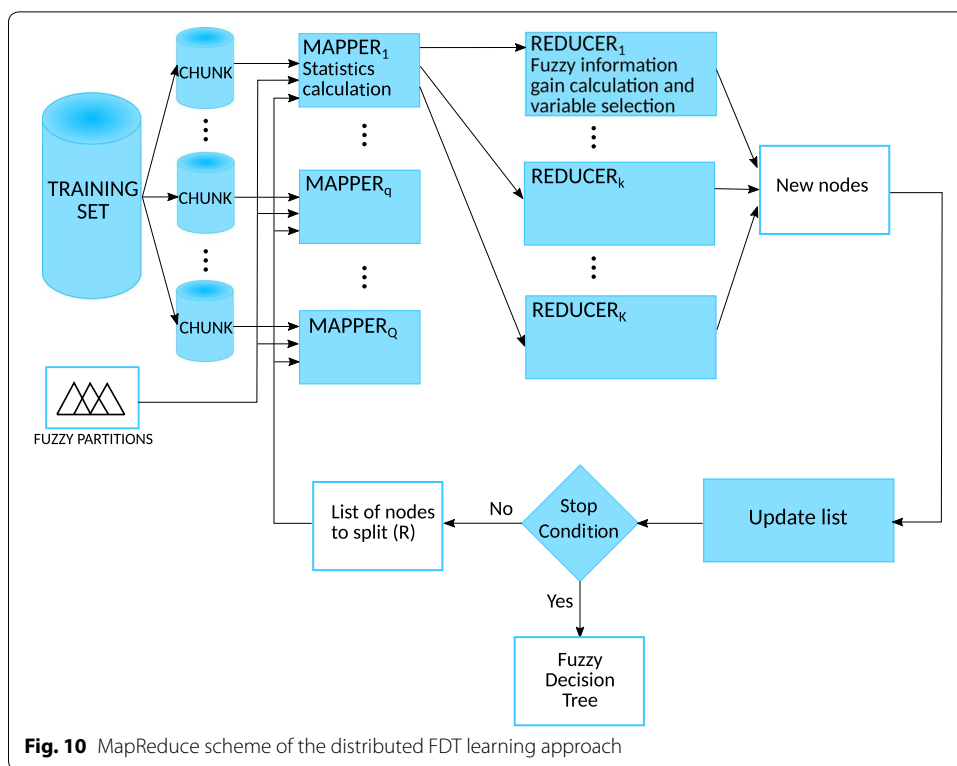 TRAINING
SET
CHUNK
CHUNK
CHUNK
FUZZY PARTITIONS
MAPPER₁
Statistics
calculation
MAPPERq
MAPPERQ
REDUCER₁
Fuzzy information
gain calculation and
variable selection
REDUCERk
REDUCERK
New nodes
Update list
Stop
Condition
No
List of nodes
to split (R)
Yes
Fuzzy
Decision
Tree
Fig. 10 MapReduce scheme of the distributed FDT learning approach